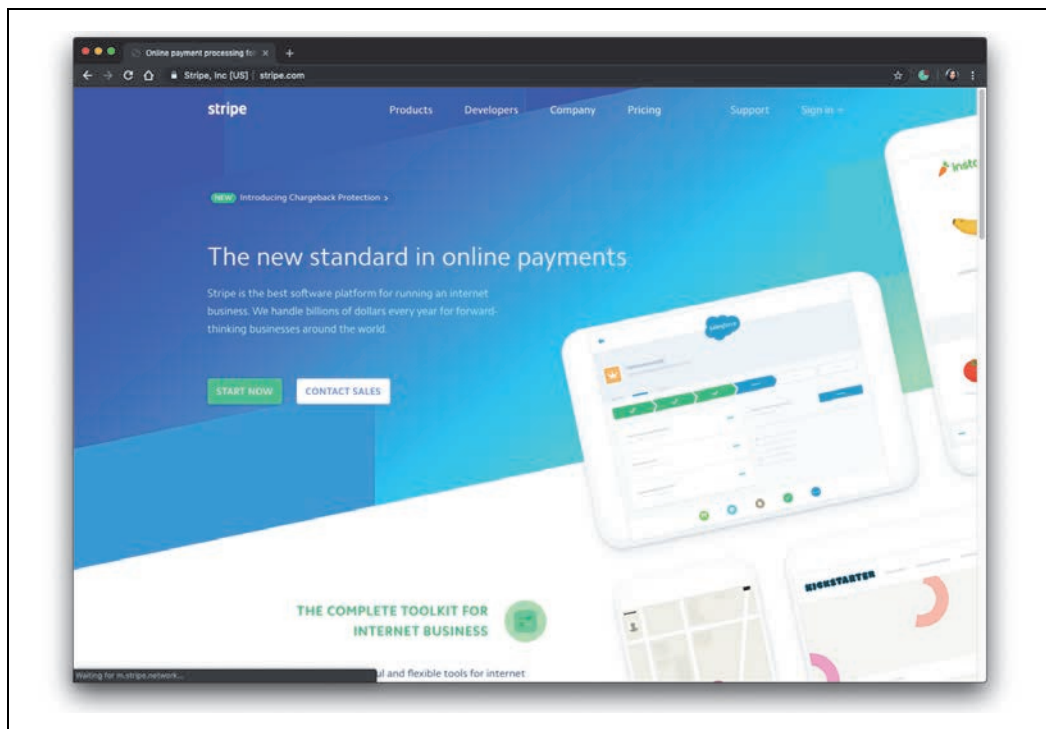 Online payment processing fo
Stripe, Inc [US] | stripe.com
stripe
Products Developers Company Pricing Support Sign in
NEW Introducing Chargeback Protection >
The new standard in online payments
Stripe is the best software platform for running an internet
business. We handle billions of dollars every year for forward-
thinking businesses around the world.
START NOW CONTACT SALES
Insta
salesforce
KICKSTARTER
THE COMPLETE TOOLKIT FOR
INTERNET BUSINESS
ul and flexible tools for internet
Waiting for m.stripe.network...